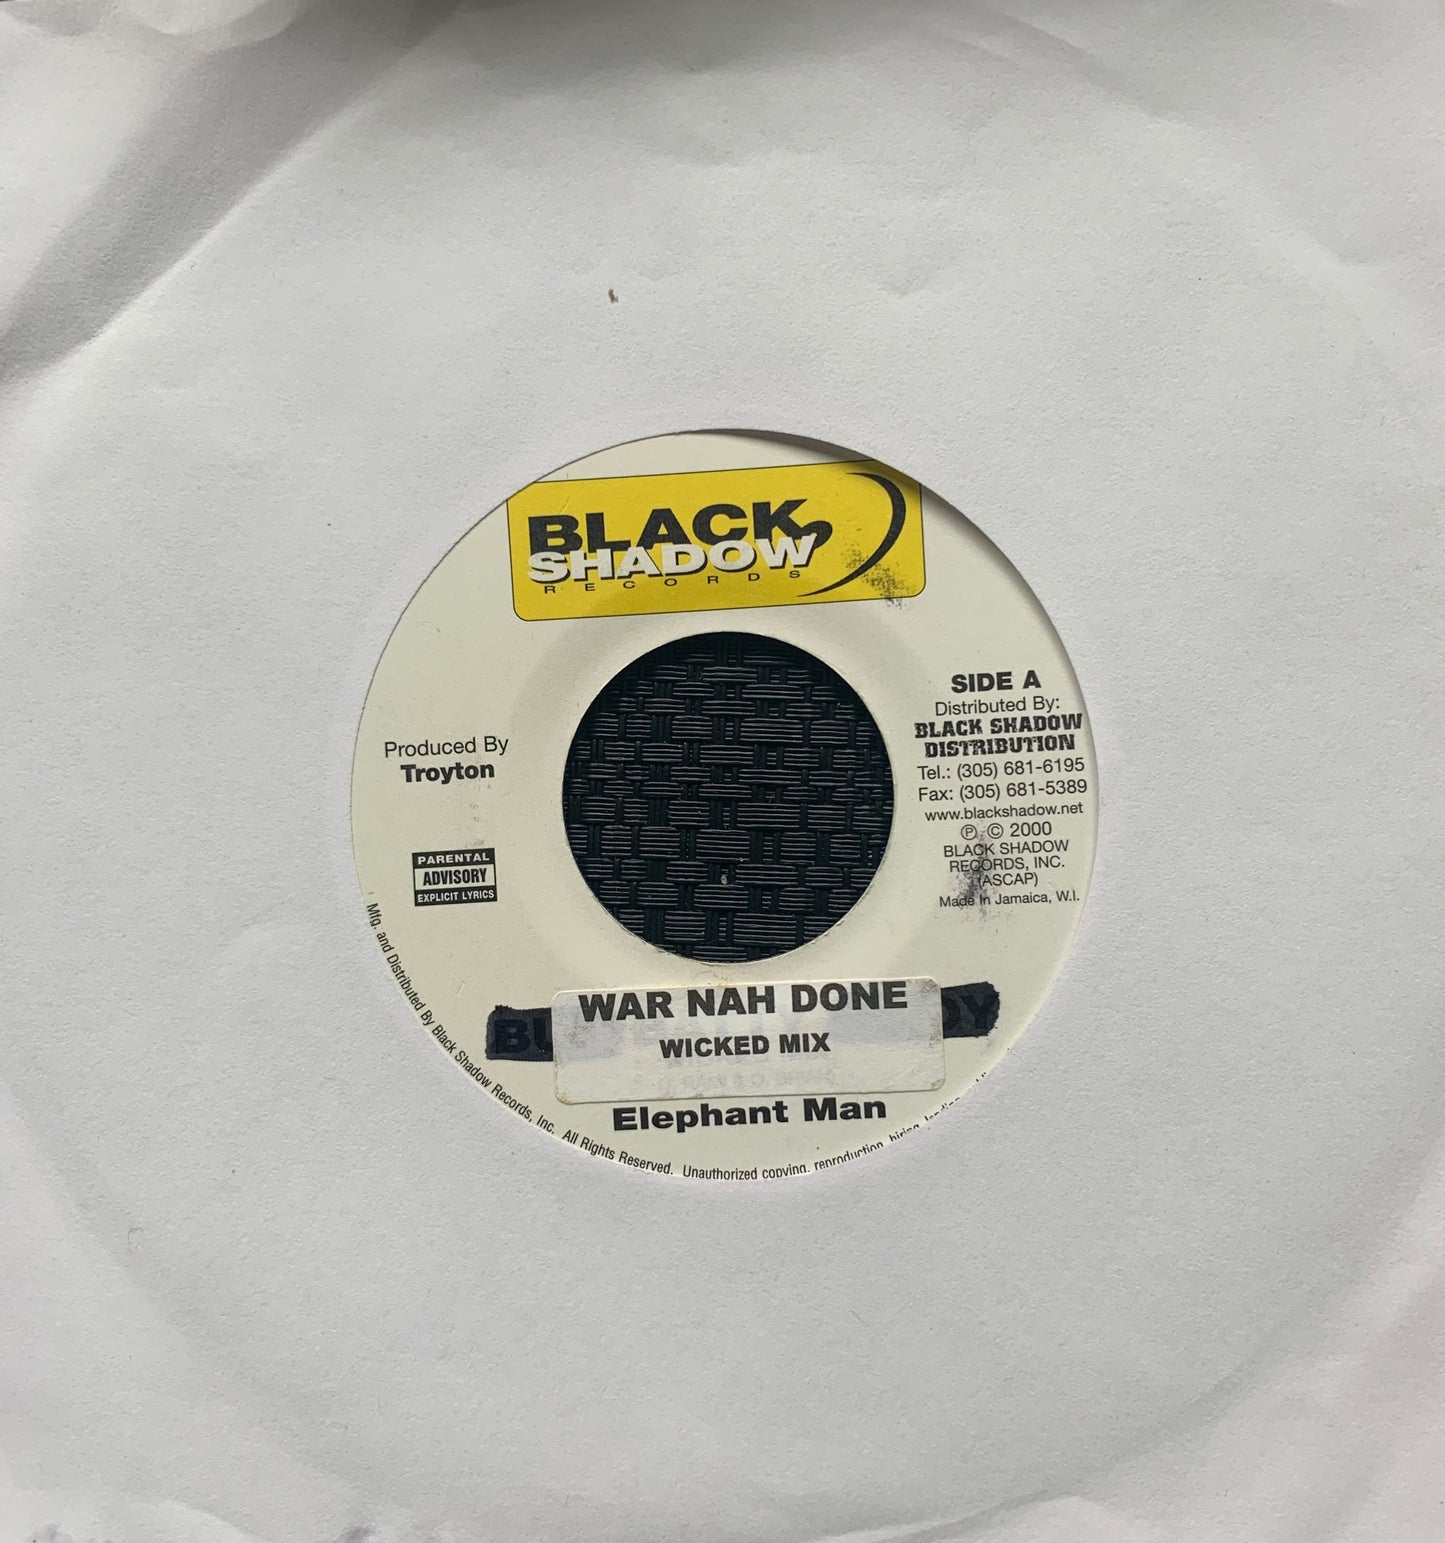 BLACK
SHADOW
RECORDS
SIDE A
Distributed By:
BLACK SHADOW
DISTRIBUTION
Tel.: (305) 681-6195
Fax: (305) 681-5389
www.blackshadow.net
℗ © 2000
BLACK SHADOW
RECORDS, INC.
(ASCAP)
Made In Jamaica, W.I.
Produced By
Troyton
PARENTAL
ADVISORY
EXPLICIT LYRICS
WAR NAH DONE
WICKED MIX
Elephant Man
Mfg. and Distributed By Black Shadow Records, Inc. All Rights Reserved. Unauthorized copying, reproduction, hiring,